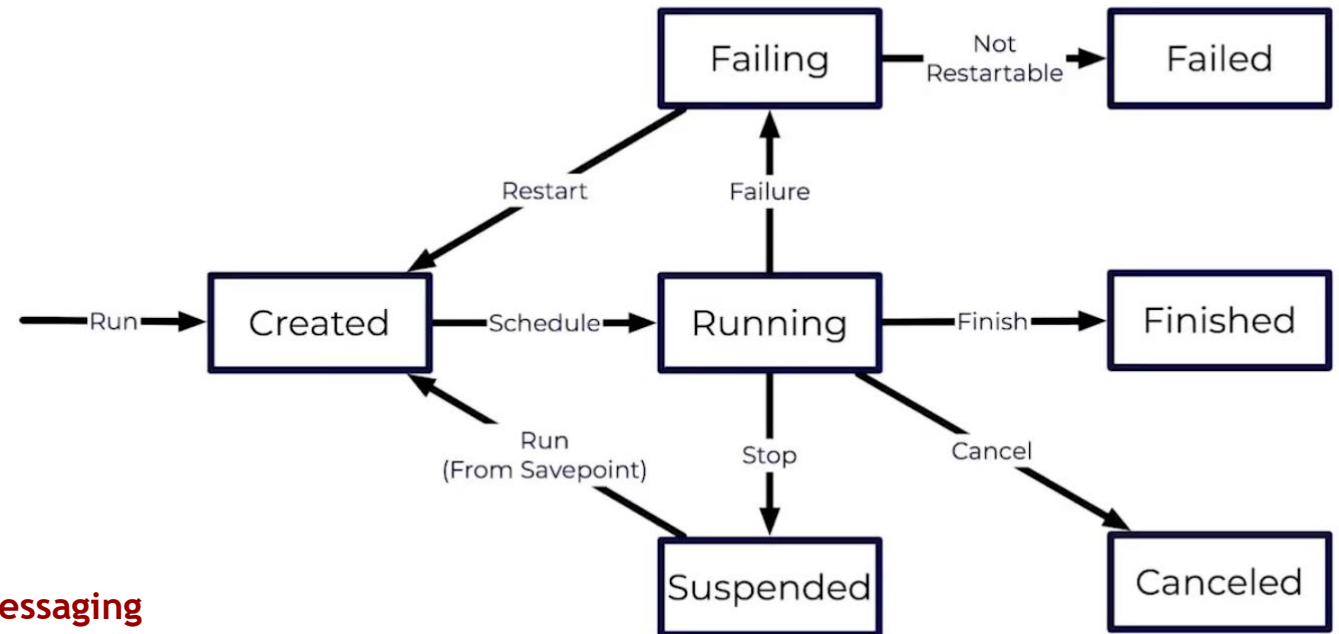 Failing
Not
Restartable
Failed
Restart
Failure
Run
Created
Schedule
Running
Finish
Finished
Run
(From Savepoint)
Stop
Cancel
Suspended
Canceled
essaging